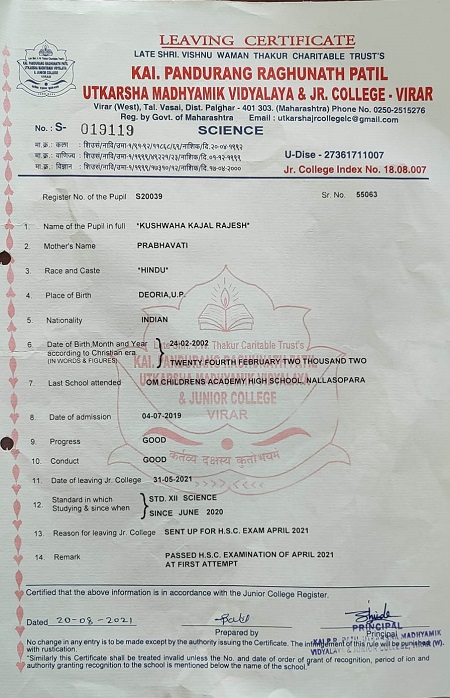 LEAVING CERTIFICATE
LATE SHRI. VISHNU WAMAN THAKUR CHARITABLE TRUST'S
KAI. PANDURANG RAGHUNATH PATIL
UTKARSHA MADHYAMIK VIDYALAYA & JR. COLLEGE - VIRAR
Virar (West), Tal. Vasai, Dist. Palghar - 401 303. (Maharashtra) Phone No. 0250-2515276
Reg. by Govt. of Maharashtra Email : utkarshajrcollegelc@gmail.com
No. : S- 019119 SCIENCE
मा.क्र.: कला
मा.क्र.: वाणिज्य
मा.क्र.: विज्ञान
U-Dise - 27361711007
Jr. College Index No. 18.08.007
Register No. of the Pupil S20039 Sr. No. 55063
1. Name of the Pupil in full *KUSHWAHA KAJAL RAJESH*
2. Mother's Name PRABHAVATI
3. Race and Caste *HINDU*
4. Place of Birth DEORIA,U.P.
5. Nationality INDIAN
6. Date of Birth,Month and Year 24-02-2002
according to Christian era
(IN WORDS & FIGURES) TWENTY FOURTH FEBRUARY TWO THOUSAND TWO
7. Last School attended OM CHILDRENS ACADEMY HIGH SCHOOL, NALLASOPARA
8. Date of admission 04-07-2019
9. Progress GOOD
10. Conduct GOOD
11. Date of leaving Jr. College 31-05-2021
12. Standard in which STD. XII SCIENCE
Studying & since when SINCE JUNE 2020
13. Reason for leaving Jr. College SENT UP FOR H.S.C. EXAM APRIL 2021
14. Remark PASSED H.S.C. EXAMINATION OF APRIL 2021
AT FIRST ATTEMPT
Late Shri. V.W. Thakur Caritable Trust's
KAI. PANDURANG RAGHUNATH PATIL
UTKARSHA MADHYAMIK VIDYALAYA
& JUNIOR COLLEGE
VIRAR
कर्तव्य दक्षस्य कुतो भयम्
Certified that the above information is in accordance with the Junior College Register.
Dated 20-08-2021
Prepared by
PRINCIPAL
Principal
No change in any entry is to be made except by the authority issuing the Certificate. The infringement of this rule will be punished
with rustication.
"Similarly this Certificate shall be treated invalid unless the No. and date of order of grant of recognition, period of ion and
authority granting recognition to the school is mentioned below the name of the school."